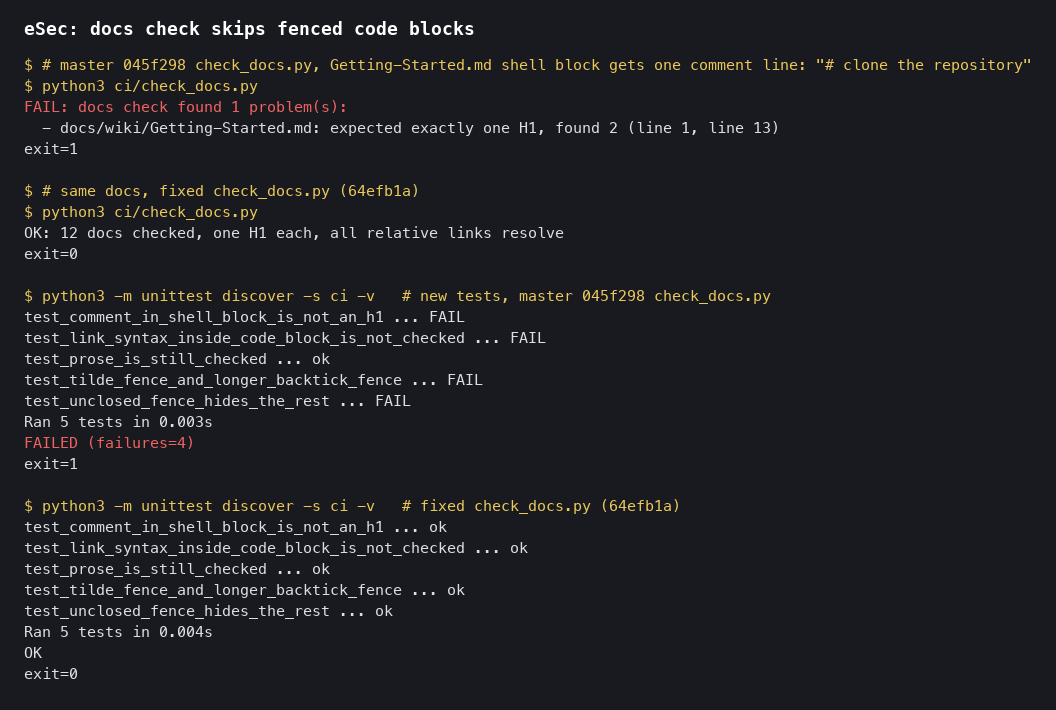 eSec: docs check skips fenced code blocks
$ # master 045f298 check_docs.py, Getting-Started.md shell block gets one comment line: "# clone the repository"
$ python3 ci/check_docs.py
FAIL: docs check found 1 problem(s):
  - docs/wiki/Getting-Started.md: expected exactly one H1, found 2 (line 1, line 13)
exit=1
$ # same docs, fixed check_docs.py (64efb1a)
$ python3 ci/check_docs.py
OK: 12 docs checked, one H1 each, all relative links resolve
exit=0
$ python3 -m unittest discover -s ci -v   # new tests, master 045f298 check_docs.py
test_comment_in_shell_block_is_not_an_h1 ... FAIL
test_link_syntax_inside_code_block_is_not_checked ... FAIL
test_prose_is_still_checked ... ok
test_tilde_fence_and_longer_backtick_fence ... FAIL
test_unclosed_fence_hides_the_rest ... FAIL
Ran 5 tests in 0.003s
FAILED (failures=4)
exit=1
$ python3 -m unittest discover -s ci -v   # fixed check_docs.py (64efb1a)
test_comment_in_shell_block_is_not_an_h1 ... ok
test_link_syntax_inside_code_block_is_not_checked ... ok
test_prose_is_still_checked ... ok
test_tilde_fence_and_longer_backtick_fence ... ok
test_unclosed_fence_hides_the_rest ... ok
Ran 5 tests in 0.004s
OK
exit=0